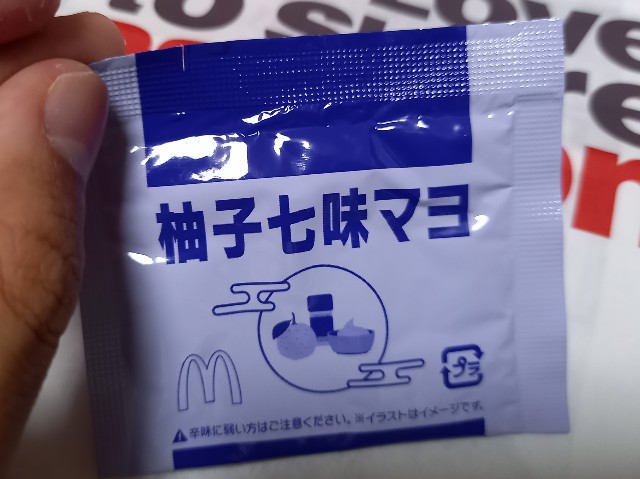 柚子七味マヨ
プラ
辛味に弱い方はご注意ください。※イラストはイメージです。